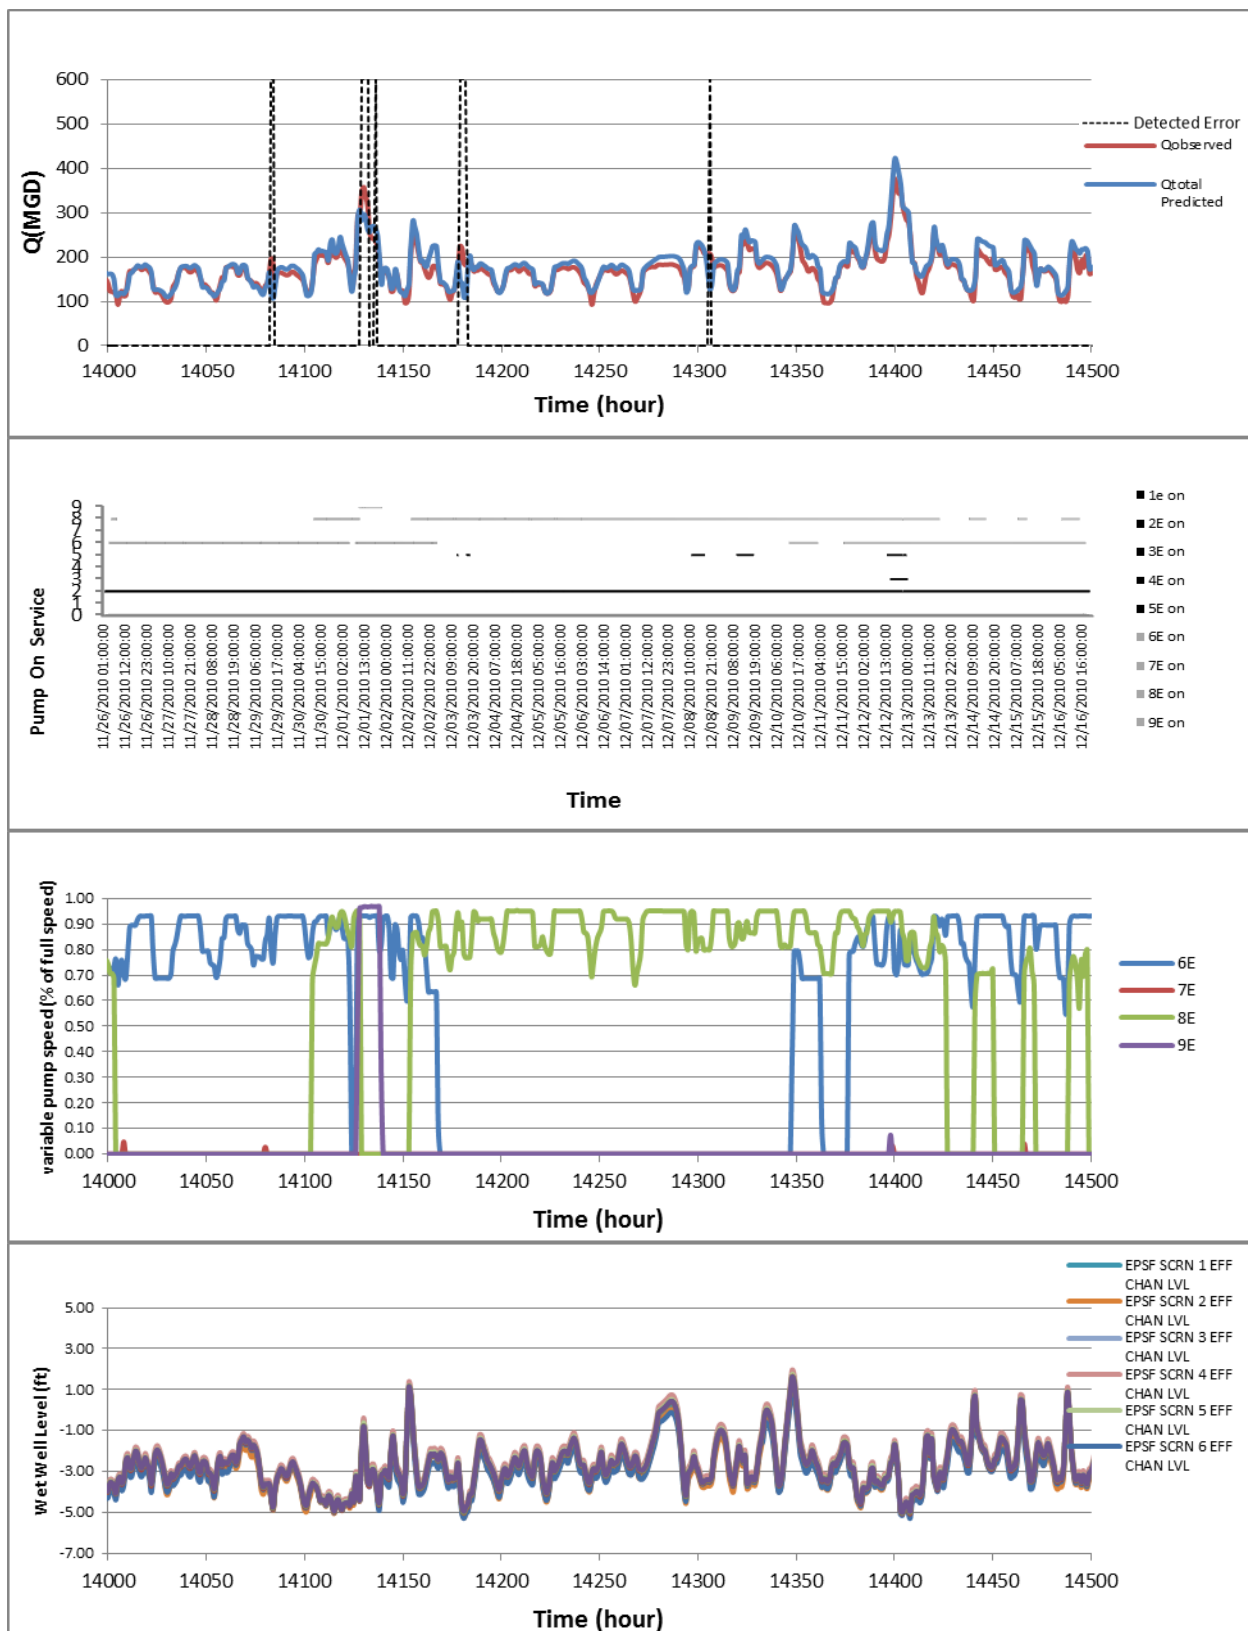 600
500
400
300
200
100
0
Q(MGD)
14000 14050 14100 14150 14200 14250 14300 14350 14400 14450 14500
Time (hour)
Detected Error
Qobserved
Qtotal
Predicted
9
8
7
6
5
4
3
2
1
0
Pump On Service
11/26/2010 01:00:00
11/26/2010 12:00:00
11/26/2010 23:00:00
11/27/2010 10:00:00
11/27/2010 21:00:00
11/28/2010 08:00:00
11/28/2010 19:00:00
11/29/2010 06:00:00
11/29/2010 17:00:00
11/30/2010 04:00:00
11/30/2010 15:00:00
12/01/2010 02:00:00
12/01/2010 13:00:00
12/02/2010 00:00:00
12/02/2010 11:00:00
12/02/2010 22:00:00
12/03/2010 09:00:00
12/03/2010 20:00:00
12/04/2010 07:00:00
12/04/2010 18:00:00
12/05/2010 05:00:00
12/05/2010 16:00:00
12/06/2010 03:00:00
12/06/2010 14:00:00
12/07/2010 01:00:00
12/07/2010 12:00:00
12/07/2010 23:00:00
12/08/2010 10:00:00
12/08/2010 21:00:00
12/09/2010 08:00:00
12/09/2010 19:00:00
12/10/2010 06:00:00
12/10/2010 17:00:00
12/11/2010 04:00:00
12/11/2010 15:00:00
12/12/2010 02:00:00
12/12/2010 13:00:00
12/13/2010 00:00:00
12/13/2010 11:00:00
12/13/2010 22:00:00
12/14/2010 09:00:00
12/14/2010 20:00:00
12/15/2010 07:00:00
12/15/2010 18:00:00
12/16/2010 05:00:00
12/16/2010 16:00:00
Time
1e on
2E on
3E on
4E on
5E on
6E on
7E on
8E on
9E on
variable pump speed (% of full speed)
1.00
0.90
0.80
0.70
0.60
0.50
0.40
0.30
0.20
0.10
0.00
14000 14050 14100 14150 14200 14250 14300 14350 14400 14450 14500
Time (hour)
6E
7E
8E
9E
Wet Well Level (ft)
5.00
3.00
1.00
-1.00
-3.00
-5.00
-7.00
14000 14050 14100 14150 14200 14250 14300 14350 14400 14450 14500
Time (hour)
EPSF SCRN 1 EFF
CHAN LVL
EPSF SCRN 2 EFF
CHAN LVL
EPSF SCRN 3 EFF
CHAN LVL
EPSF SCRN 4 EFF
CHAN LVL
EPSF SCRN 5 EFF
CHAN LVL
EPSF SCRN 6 EFF
CHAN LVL